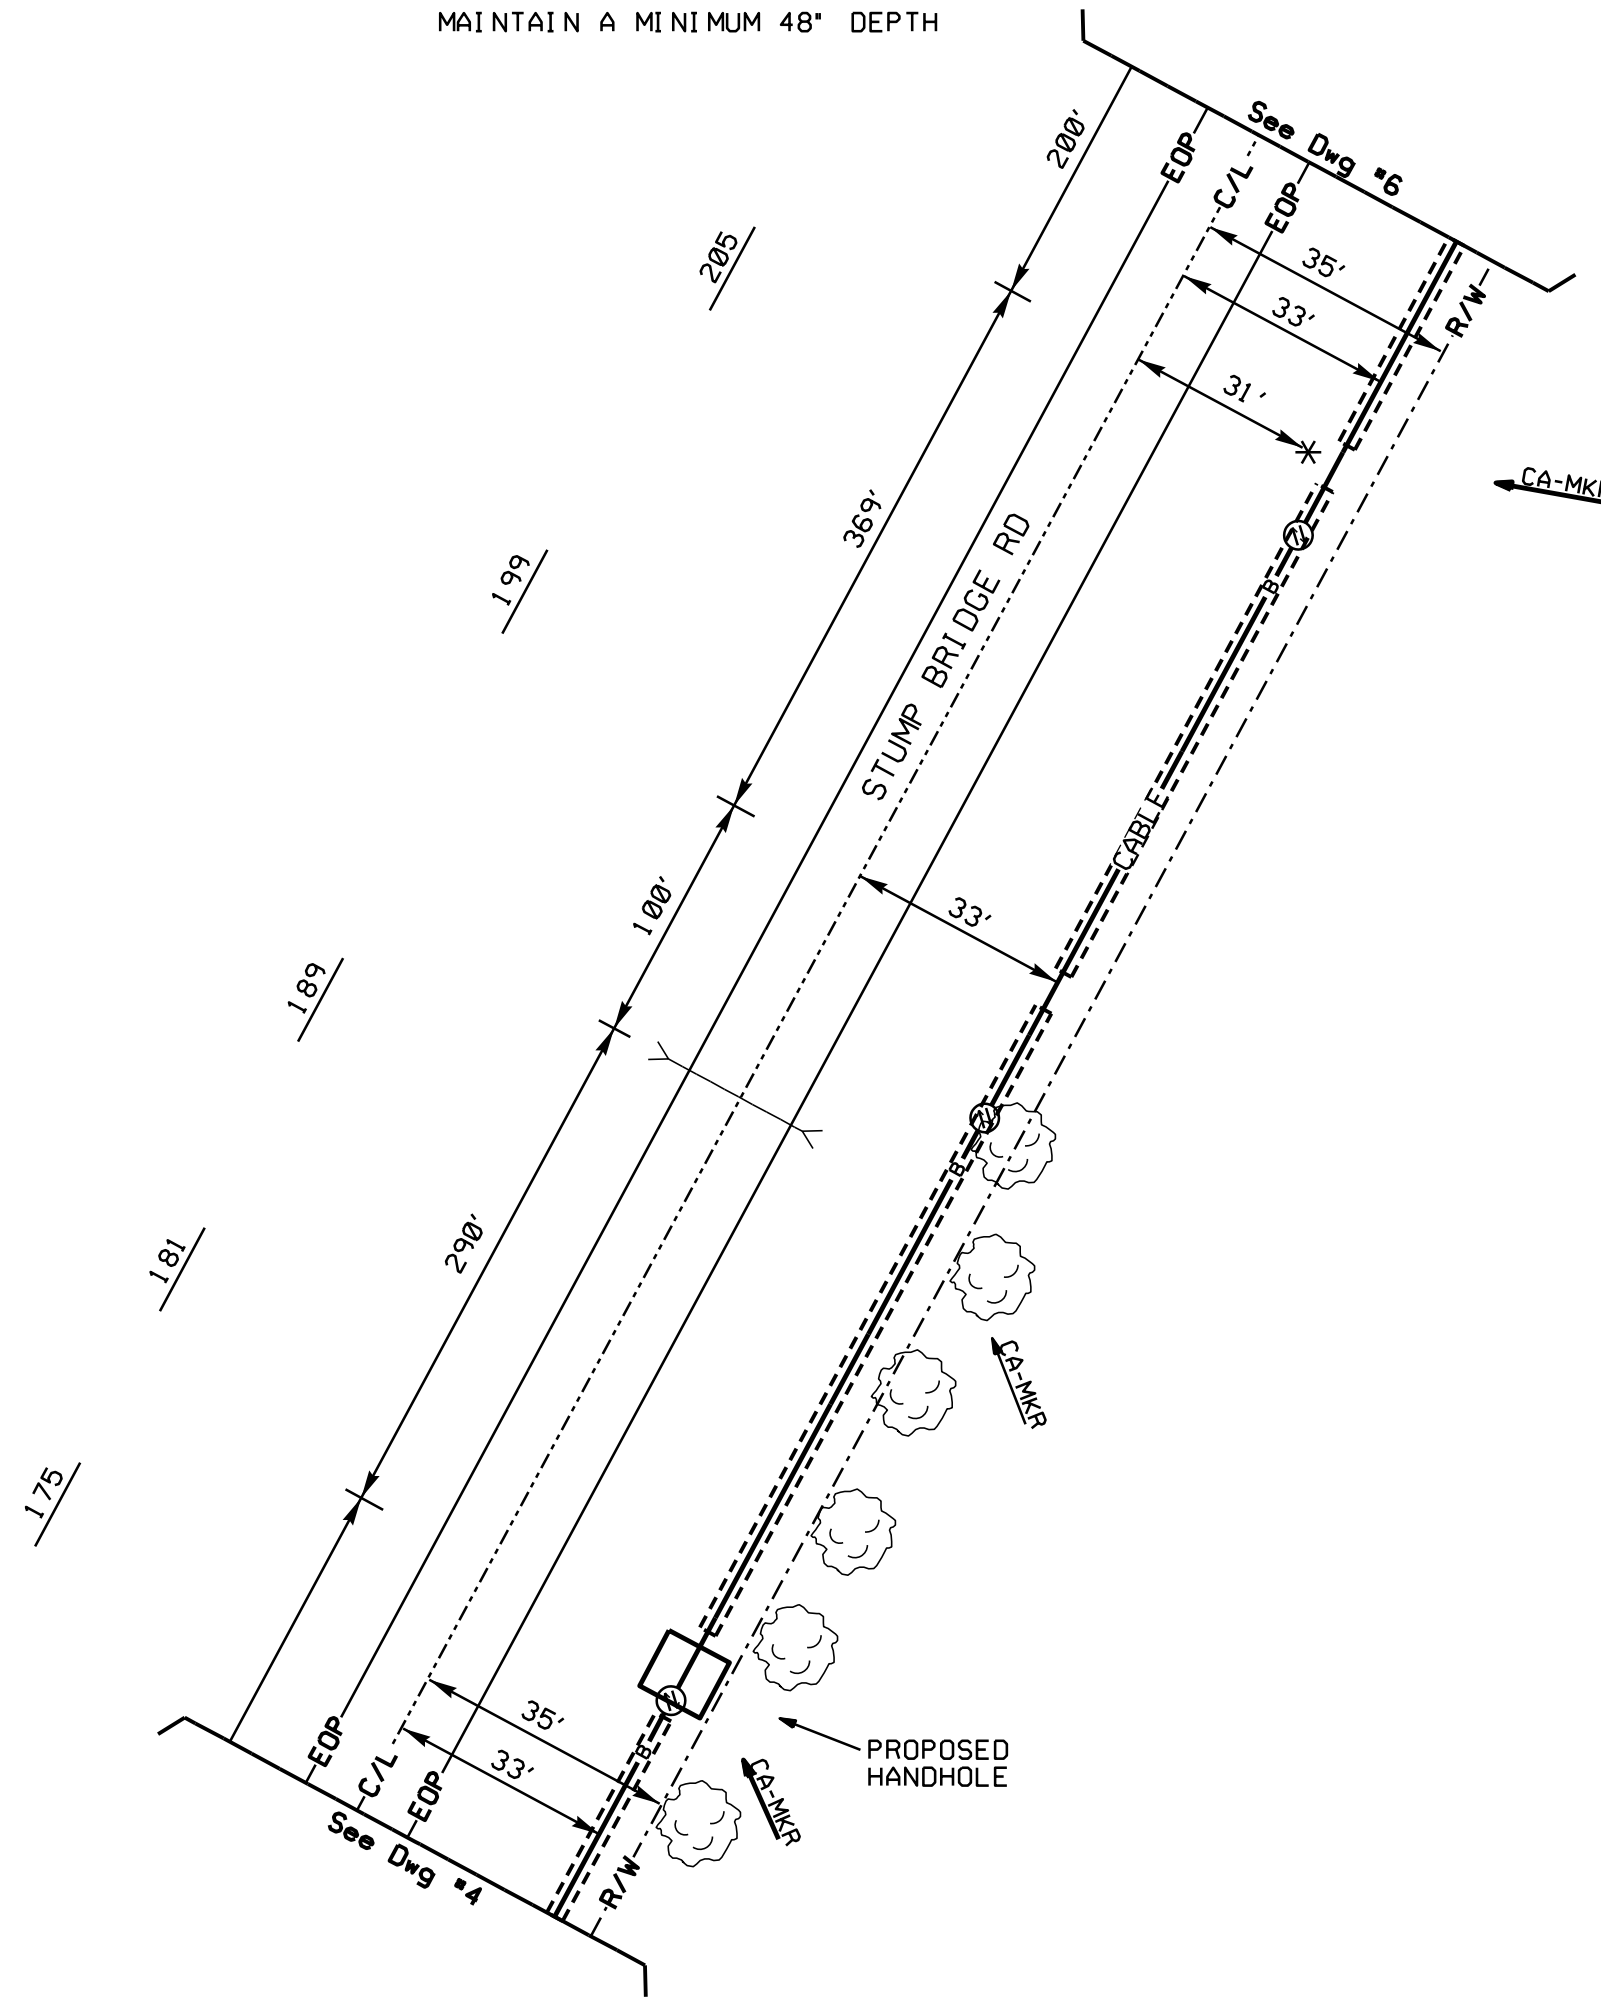 MAINTAIN A MINIMUM 48" DEPTH
See Dwg #6
200'
EOP
C/L
EOP
35'
R/W
33'
31'
205
CA-MKR
369'
199
B
STUMP BRIDGE RD
CABLE
100'
33'
189
B
290'
181
CA-MKR
175
35'
33'
EOP
C/L
EOP
B
PROPOSED
HANDHOLE
CA-MKR
See Dwg #4
R/W